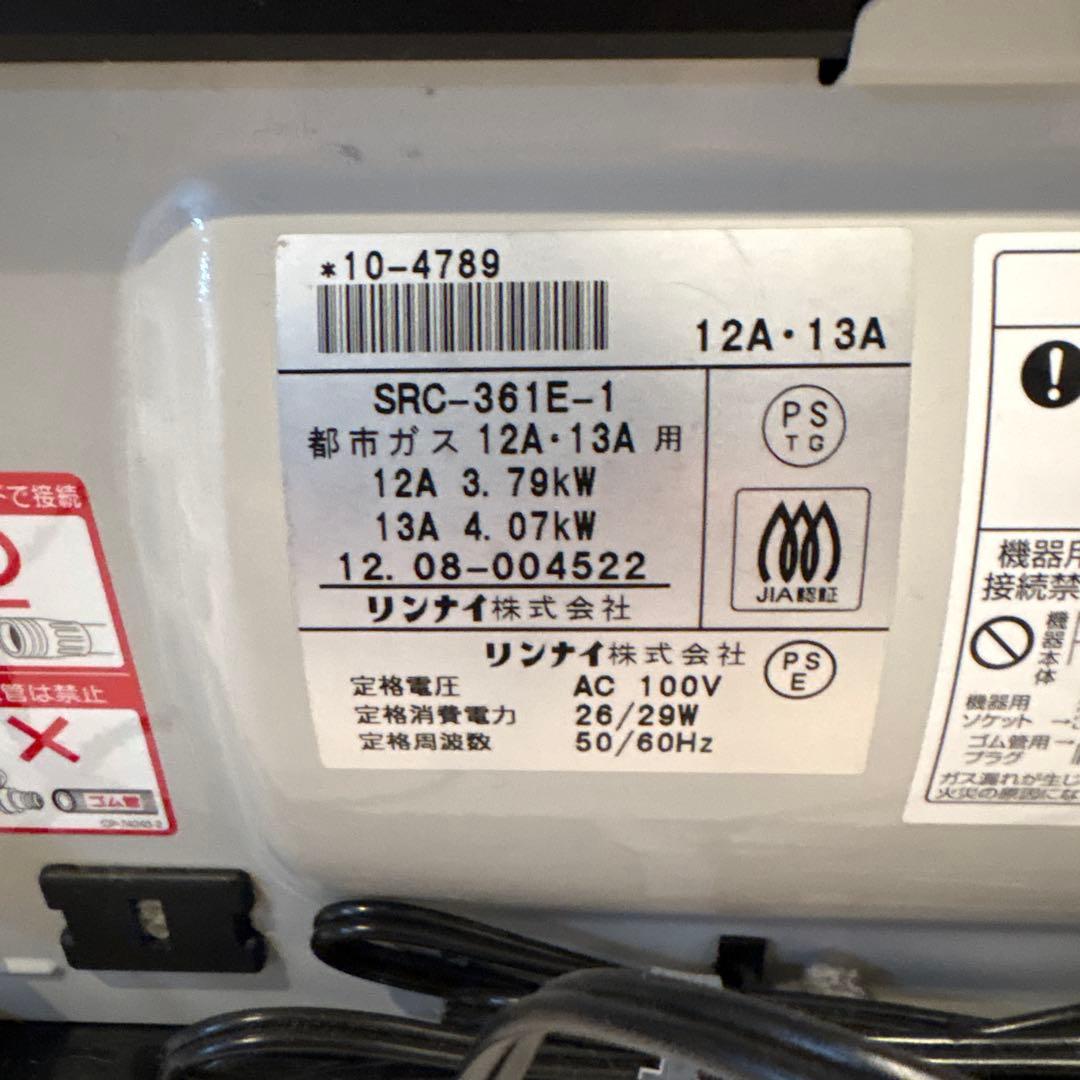 *10-4789
12A・13A
SRC-361E-1
都市ガス 12A・13A 用
12A 3.79kW
13A 4.07kW
12.08-004522
リンナイ株式会社
PS
TG
JIA認証
リンナイ株式会社
PS
E
定格電圧 AC 100V
定格消費電力 26/29W
定格周波数 50/60Hz
で接続
管は禁止
ゴム管
機器用
接続禁
機器本体
機器用
ソケット
ゴム管用
プラグ
ガス漏れが生じ
火災の原因にな